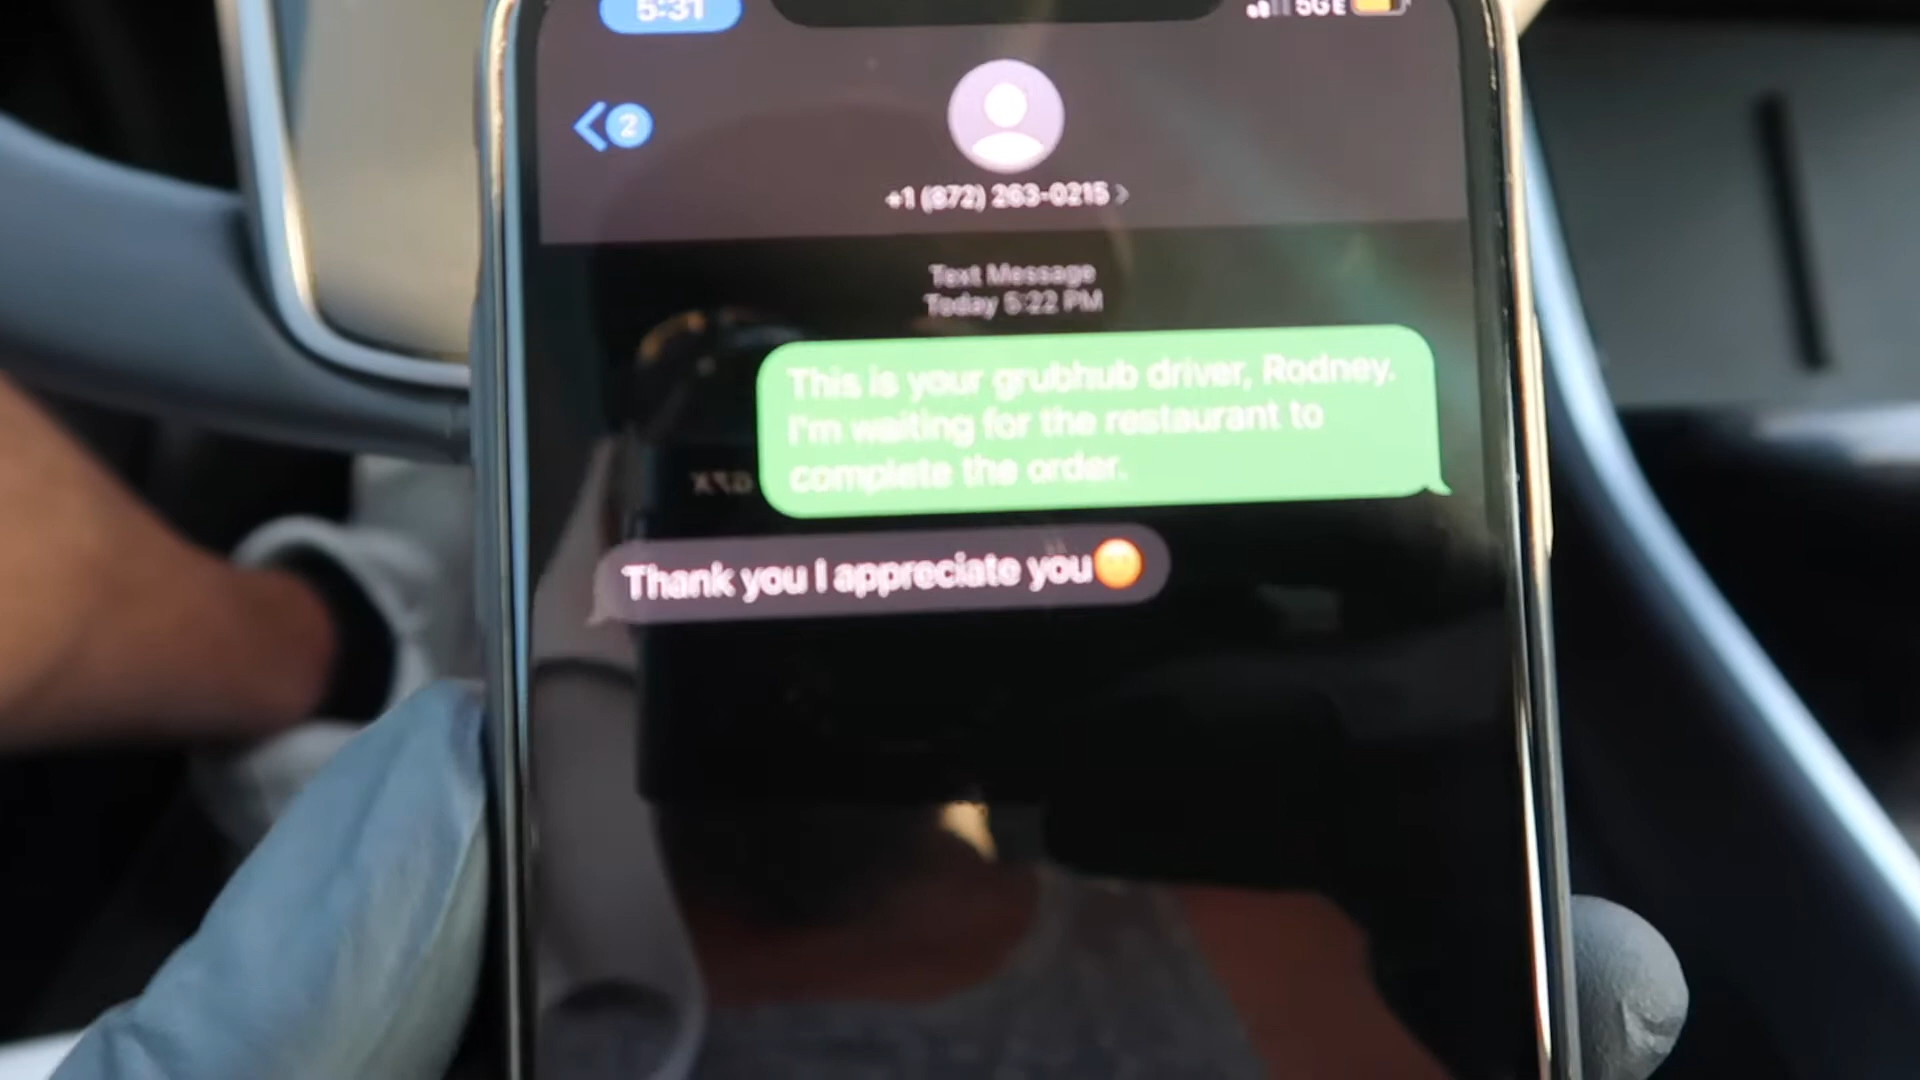 5:31
5GE
2
+1 (872) 263-0215 >
Text Message
Today 5:22 PM
This is your grubhub driver, Rodney.
I'm waiting for the restaurant to
complete the order.
Thank you I appreciate you😊